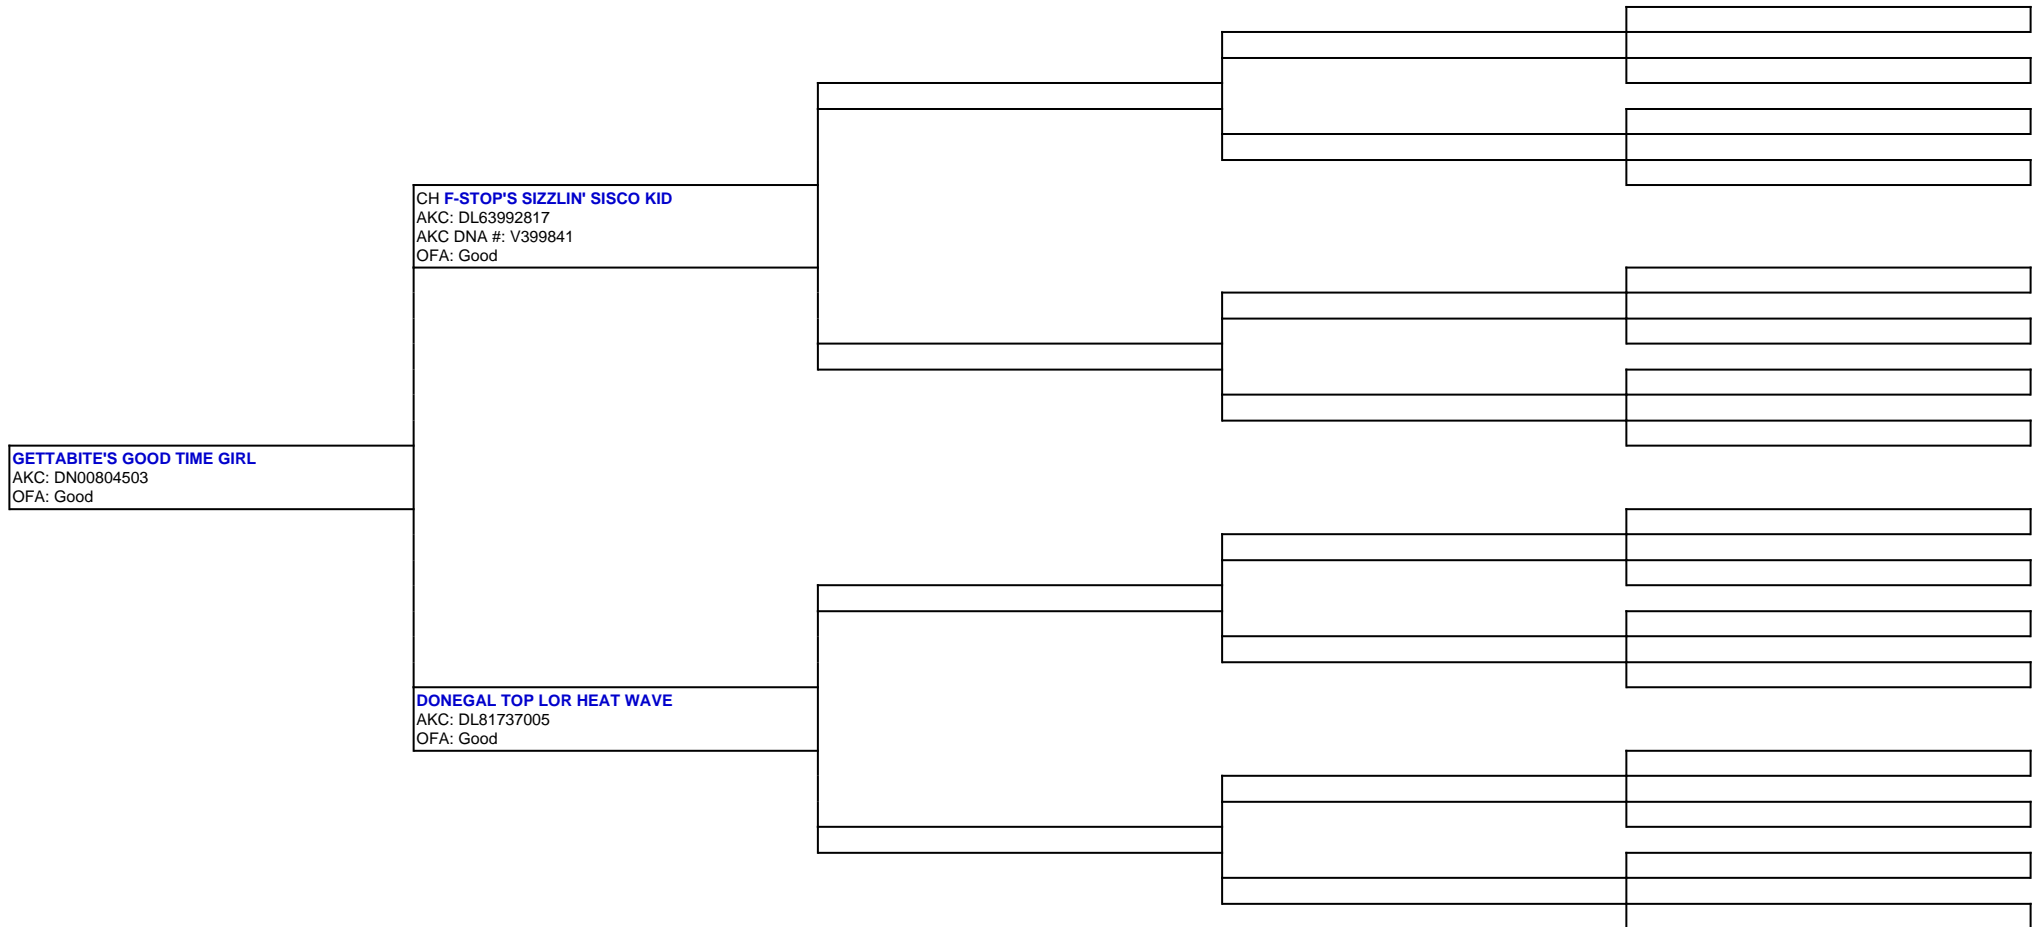 CH F-STOP'S SIZZLIN' SISCO KID
AKC: DL63992817
AKC DNA #: V399841
OFA: Good
GETTABITE'S GOOD TIME GIRL
AKC: DN00804503
OFA: Good
DONEGAL TOP LOR HEAT WAVE
AKC: DL81737005
OFA: Good